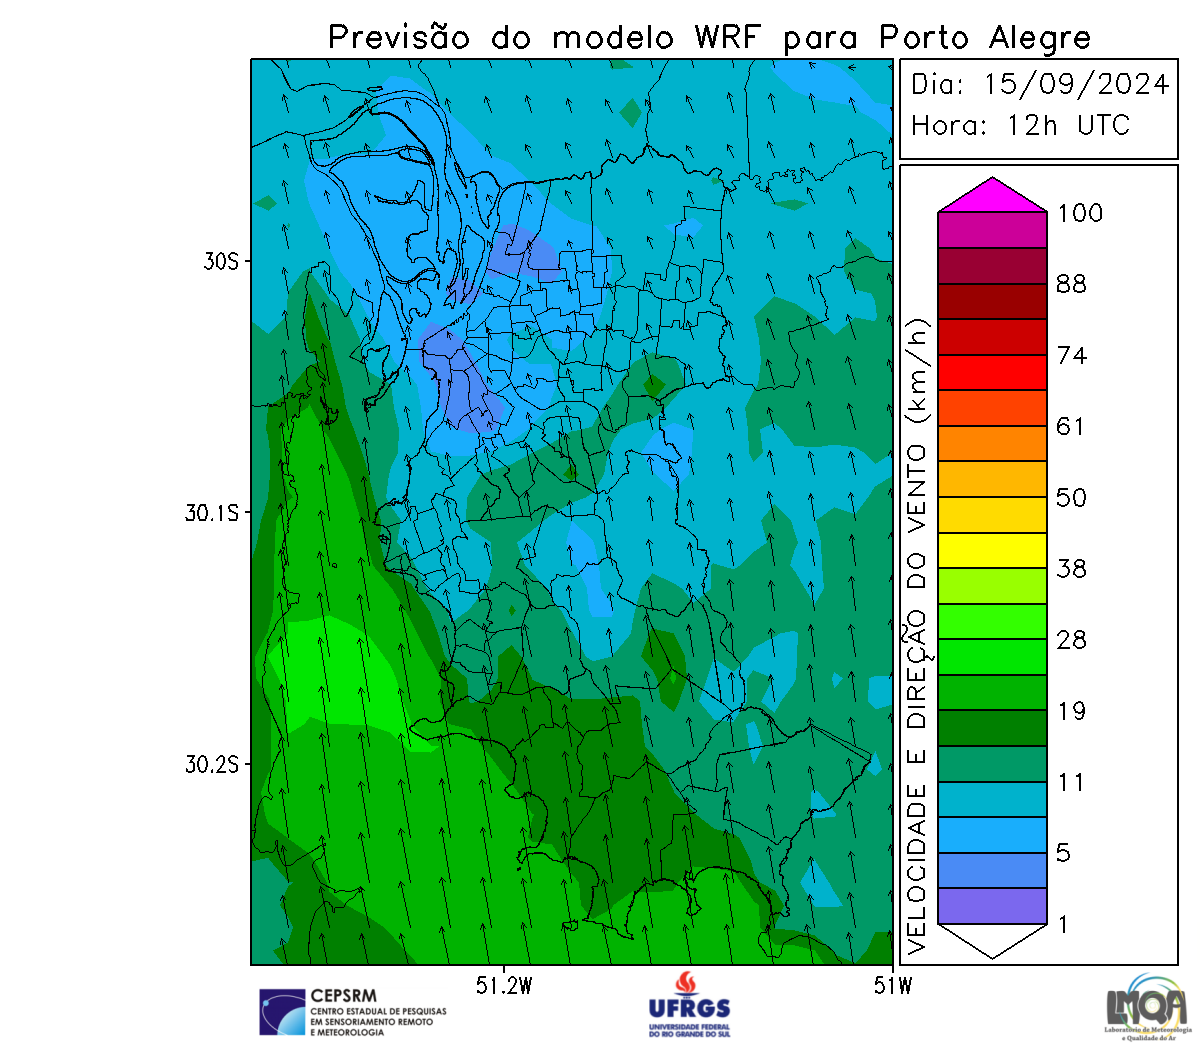 Previsão do modelo WRF para Porto Alegre
Dia: 15/09/2024
Hora: 12h UTC
30S
30.1S
30.2S
51.2W
51W
VELOCIDADE E DIREÇÃO DO VENTO (km/h)
100
88
74
61
50
38
28
19
11
5
1
CEPSRM
CENTRO ESTADUAL DE PESQUISAS
EM SENSORIAMENTO REMOTO
E METEOROLOGIA
UFRGS
UNIVERSIDADE FEDERAL
DO RIO GRANDE DO SUL
LMQA
Laboratório de Meteorologia
e Qualidade do Ar